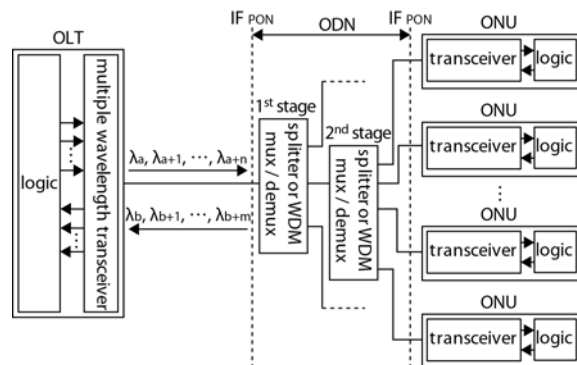 OLT
logic
multiple wavelength transceiver
λa, λa+1, ⋯, λa+n
λb, λb+1, ⋯, λb+m
IF PON
ODN
IF PON
1st stage
splitter or WDM
mux / demux
2nd stage
splitter or WDM
mux / demux
ONU
transceiver
logic
ONU
transceiver
logic
⋮
ONU
transceiver
logic
ONU
transceiver
logic